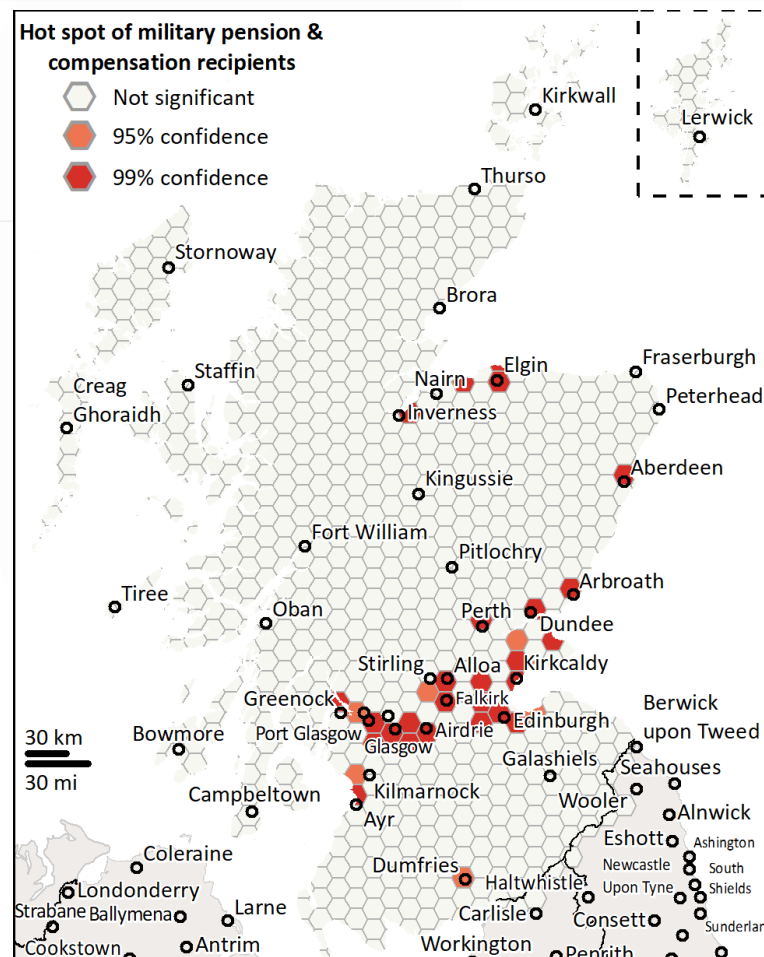 Hot spot of military pension &
compensation recipients
Not significant
95% confidence
99% confidence
Kirkwall
Lerwick
Thurso
Stornoway
Brora
Staffin
Creag
Ghoraidh
Nairn
Elgin
Fraserburgh
Peterhead
Inverness
Aberdeen
Kingussie
Fort William
Pitlochry
Arbroath
Tiree
Oban
Perth
Dundee
Stirling
Alloa
Kirkcaldy
Greenock
Falkirk
Port Glasgow
Airdrie
Edinburgh
Glasgow
Berwick
upon Tweed
Bowmore
30 km
30 mi
Galashiels
Seahouses
Campbeltown
Kilmarnock
Wooler
Ayr
Alnwick
Eshott
Ashington
Coleraine
Dumfries
Haltwhistle
Newcastle
Upon Tyne
South
Shields
Londonderry
Strabane
Ballymena
Larne
Carlisle
Consett
Sunderlan
Cookstown
Antrim
Workington
Penrith